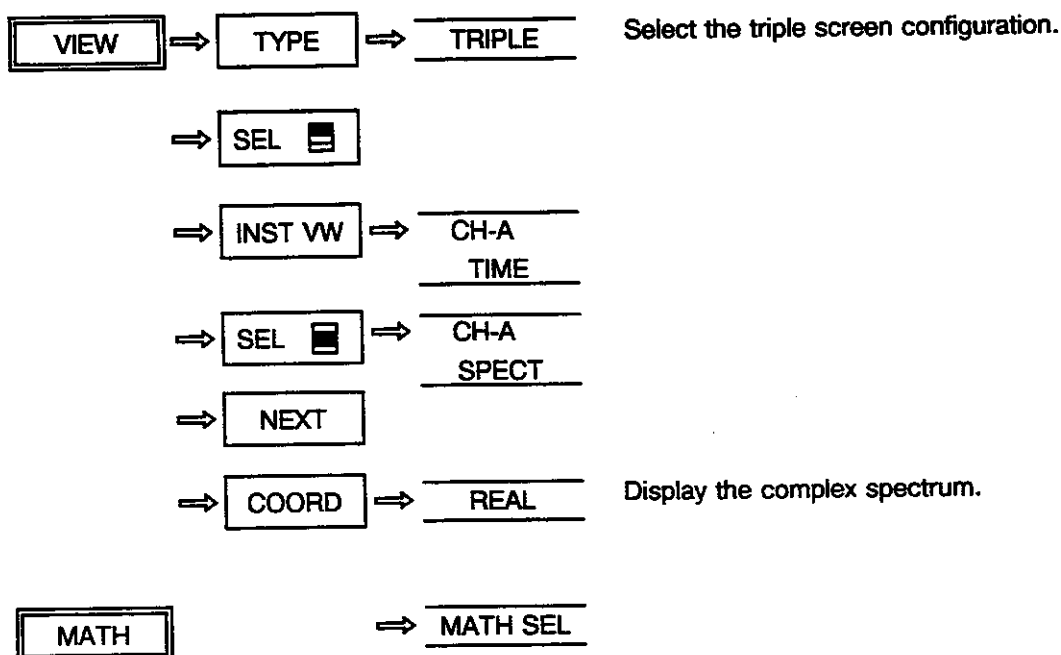 VIEW TYPE TRIPLE Select the triple screen configuration.
SEL
INST VW CH-A
TIME
SEL CH-A
SPECT
NEXT
COORD REAL Display the complex spectrum.
MATH MATH SEL